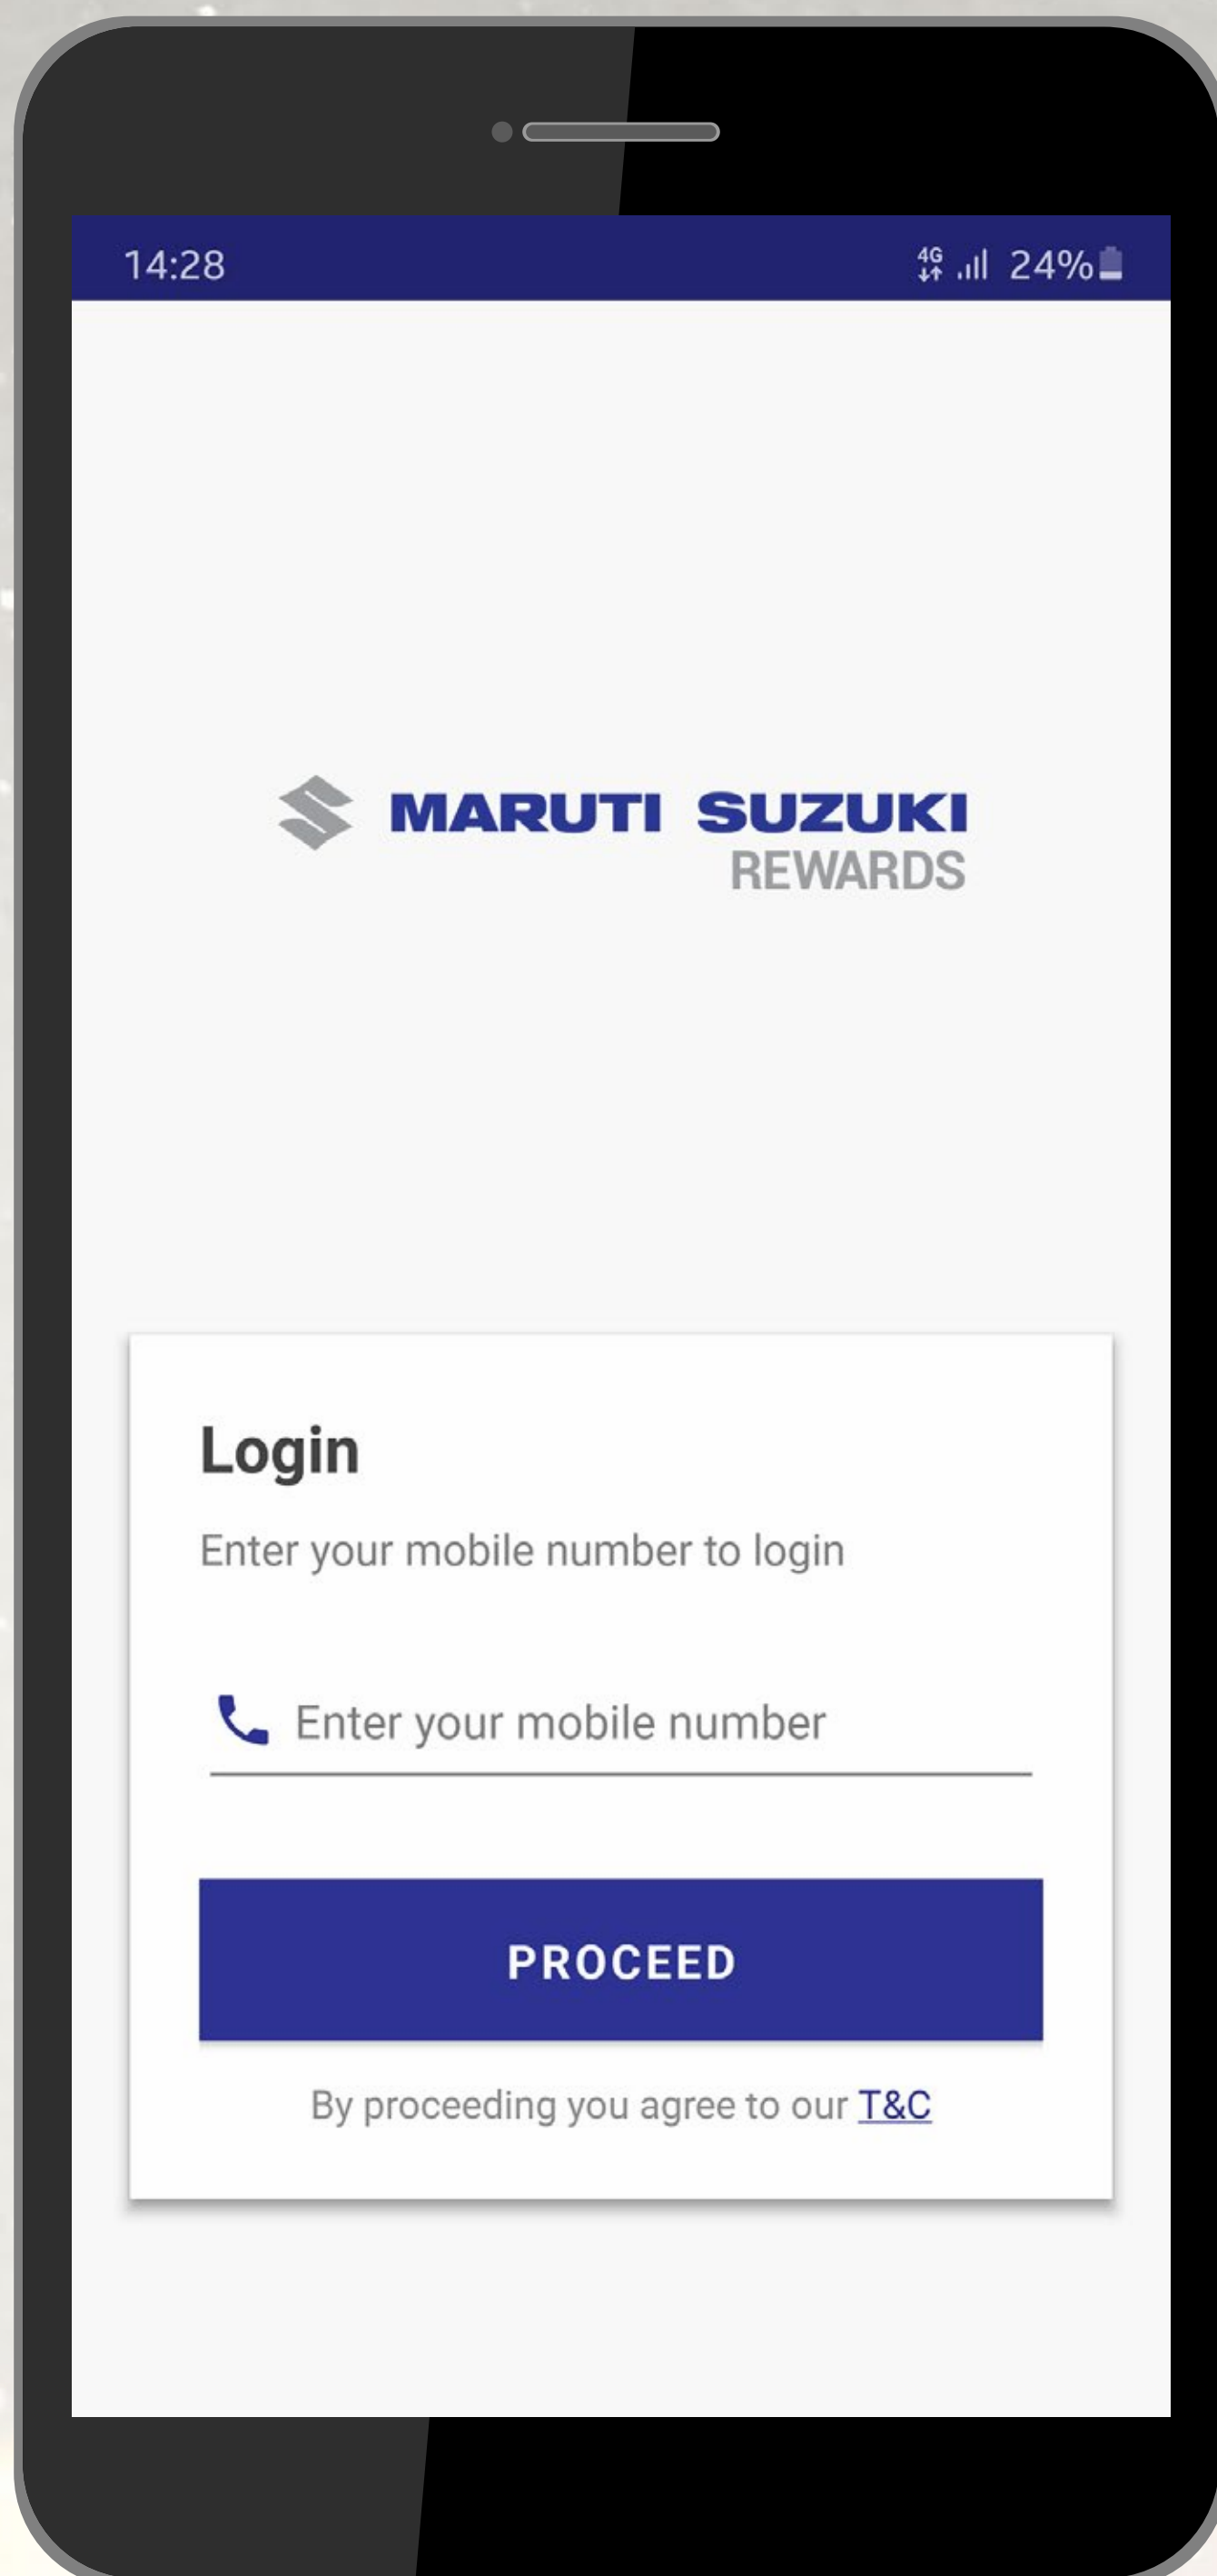 14:28 4G 24%
MARUTI SUZUKI
REWARDS
Login
Enter your mobile number to login
Enter your mobile number
PROCEED
By proceeding you agree to our T&C